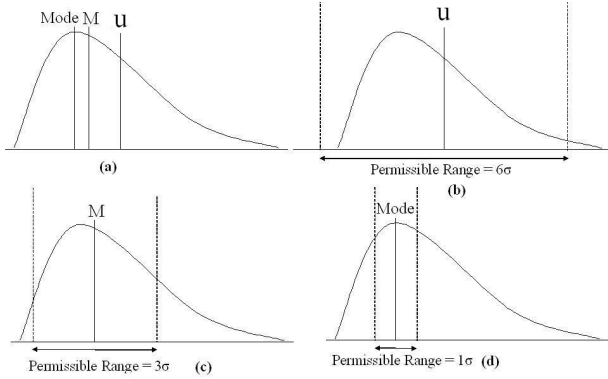 Mode M u
(a)
u
Permissible Range = 6σ
(b)
M
Permissible Range = 3σ
(c)
Mode
Permissible Range = 1σ
(d)